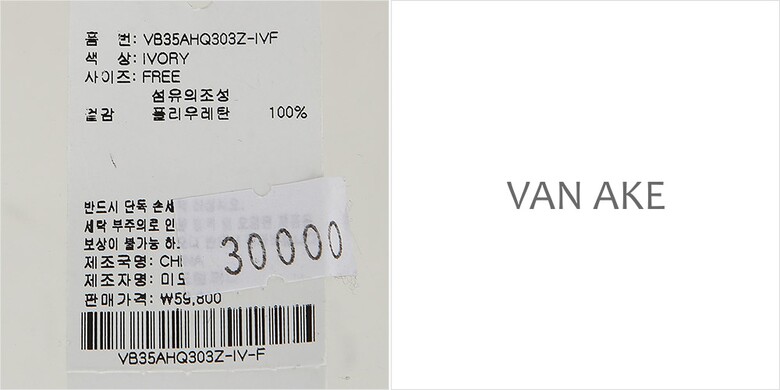 품 번: VB35AHQ303Z-IVF
색 상: IVORY
사이즈: FREE
섬유의조성
겉감 폴리우레탄 100%
반드시 단독 손세
세탁 부주의로 인
보상이 불가능 하
제조국명: CHINA
제조자명: 미도
판매가격: ₩59,800
30000
VB35AHQ303Z-IV-F
VAN AKE